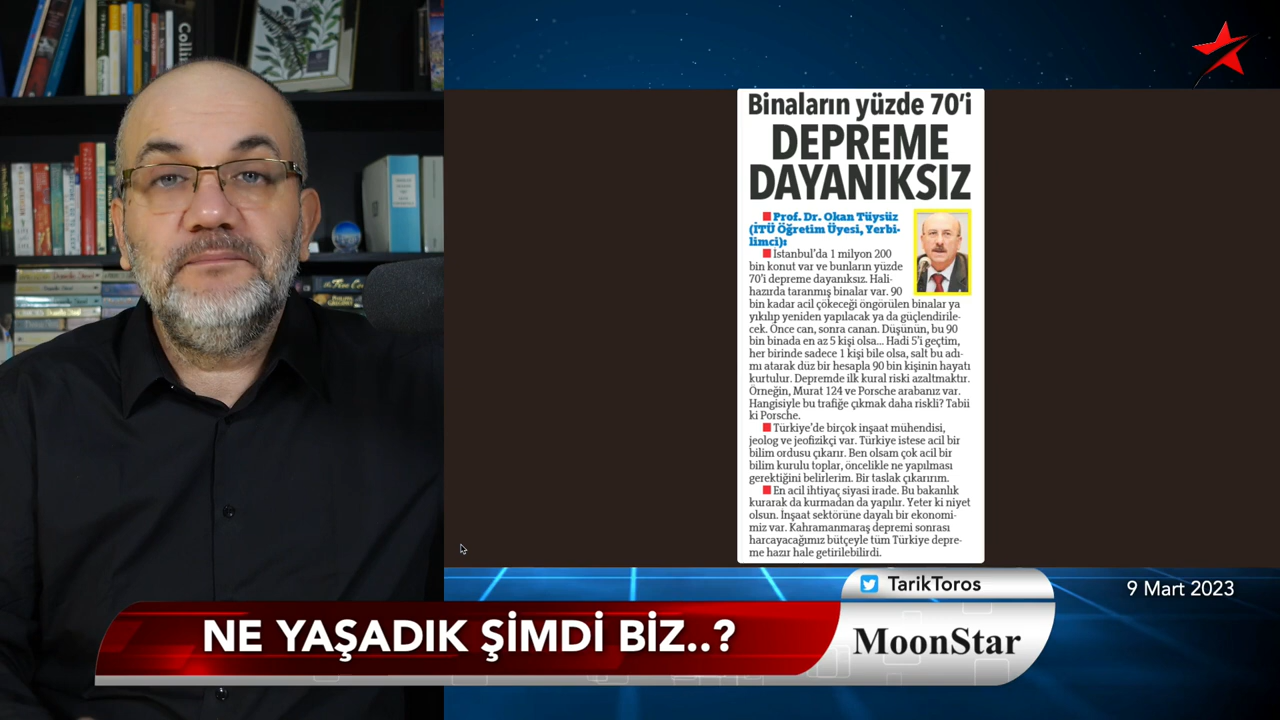 Binaların yüzde 70’i
DEPREME
DAYANIKSIZ
Prof. Dr. Okan Tüysüz
(İTÜ Öğretim Üyesi, Yerbi-
limci):
İstanbul’da 1 milyon 200
bin konut var ve bunların yüzde
70’i depreme dayanıksız. Hali-
hazırda taranmış binalar var. 90
bin kadar acil çökeceği öngörülen binalar ya
yıkılıp yeniden yapılacak ya da güçlendirile-
cek. Önce can, sonra canan. Düşünün, bu 90
bin binada en az 5 kişi olsa... Hadi 5’i geçtim,
her birinde sadece 1 kişi bile olsa, salt bu adı-
mı atarak düz bir hesapla 90 bin kişinin hayatı
kurtulur. Depremde ilk kural riski azaltmaktır.
Örneğin, Murat 124 ve Porsche arabanız var.
Hangisiyle bu trafiğe çıkmak daha riskli? Tabii
ki Porsche.
Türkiye’de birçok inşaat mühendisi,
jeolog ve jeofizikçi var. Türkiye istese acil bir
bilim ordusu çıkarır. Ben olsam çok acil bir
bilim kurulu toplar, öncelikle ne yapılması
gerektiğini belirlerim. Bir taslak çıkarırım.
En acil ihtiyaç siyasi irade. Bu bakanlık
kurarak da kurmadan da yapılır. Yeter ki niyet
olsun. İnşaat sektörüne dayalı bir ekonomi-
miz var. Kahramanmaraş depremi sonrası
harcayacağımız bütçeyle tüm Türkiye depre-
me hazır hale getirilebilirdi.
TarikToros
9 Mart 2023
NE YAŞADIK ŞİMDİ BİZ..?
MoonStar
Colli